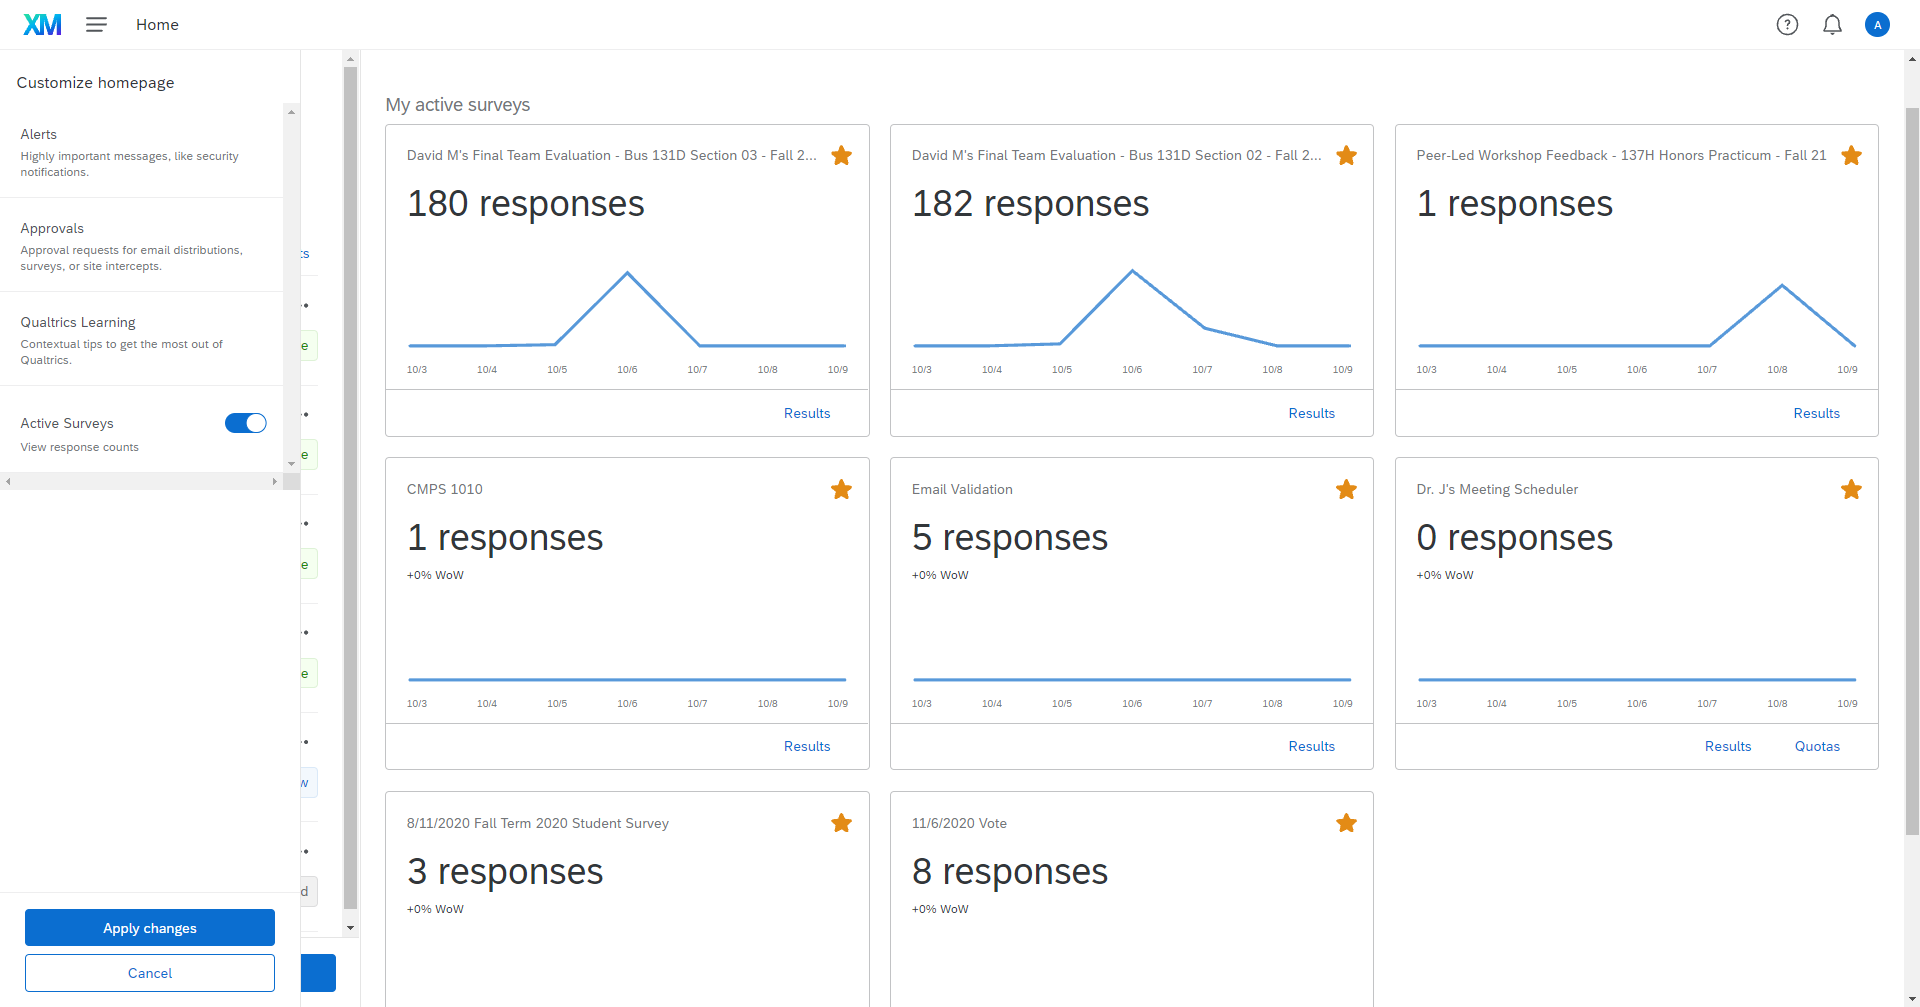 XM
Home
A
Customize homepage
Alerts
Highly important messages, like security
notifications.
Approvals
Approval requests for email distributions,
surveys, or site intercepts.
Qualtrics Learning
Contextual tips to get the most out of
Qualtrics.
Active Surveys
View response counts
Apply changes
Cancel
ts
e
e
e
e
w
d
My active surveys
David M's Final Team Evaluation - Bus 131D Section 03 - Fall 2...
180 responses
10/3 10/4 10/5 10/6 10/7 10/8 10/9
Results
David M's Final Team Evaluation - Bus 131D Section 02 - Fall 2...
182 responses
10/3 10/4 10/5 10/6 10/7 10/8 10/9
Results
Peer-Led Workshop Feedback - 137H Honors Practicum - Fall 21
1 responses
10/3 10/4 10/5 10/6 10/7 10/8 10/9
Results
CMPS 1010
1 responses
+0% WoW
10/3 10/4 10/5 10/6 10/7 10/8 10/9
Results
Email Validation
5 responses
+0% WoW
10/3 10/4 10/5 10/6 10/7 10/8 10/9
Results
Dr. J's Meeting Scheduler
0 responses
+0% WoW
10/3 10/4 10/5 10/6 10/7 10/8 10/9
Results Quotas
8/11/2020 Fall Term 2020 Student Survey
3 responses
+0% WoW
11/6/2020 Vote
8 responses
+0% WoW